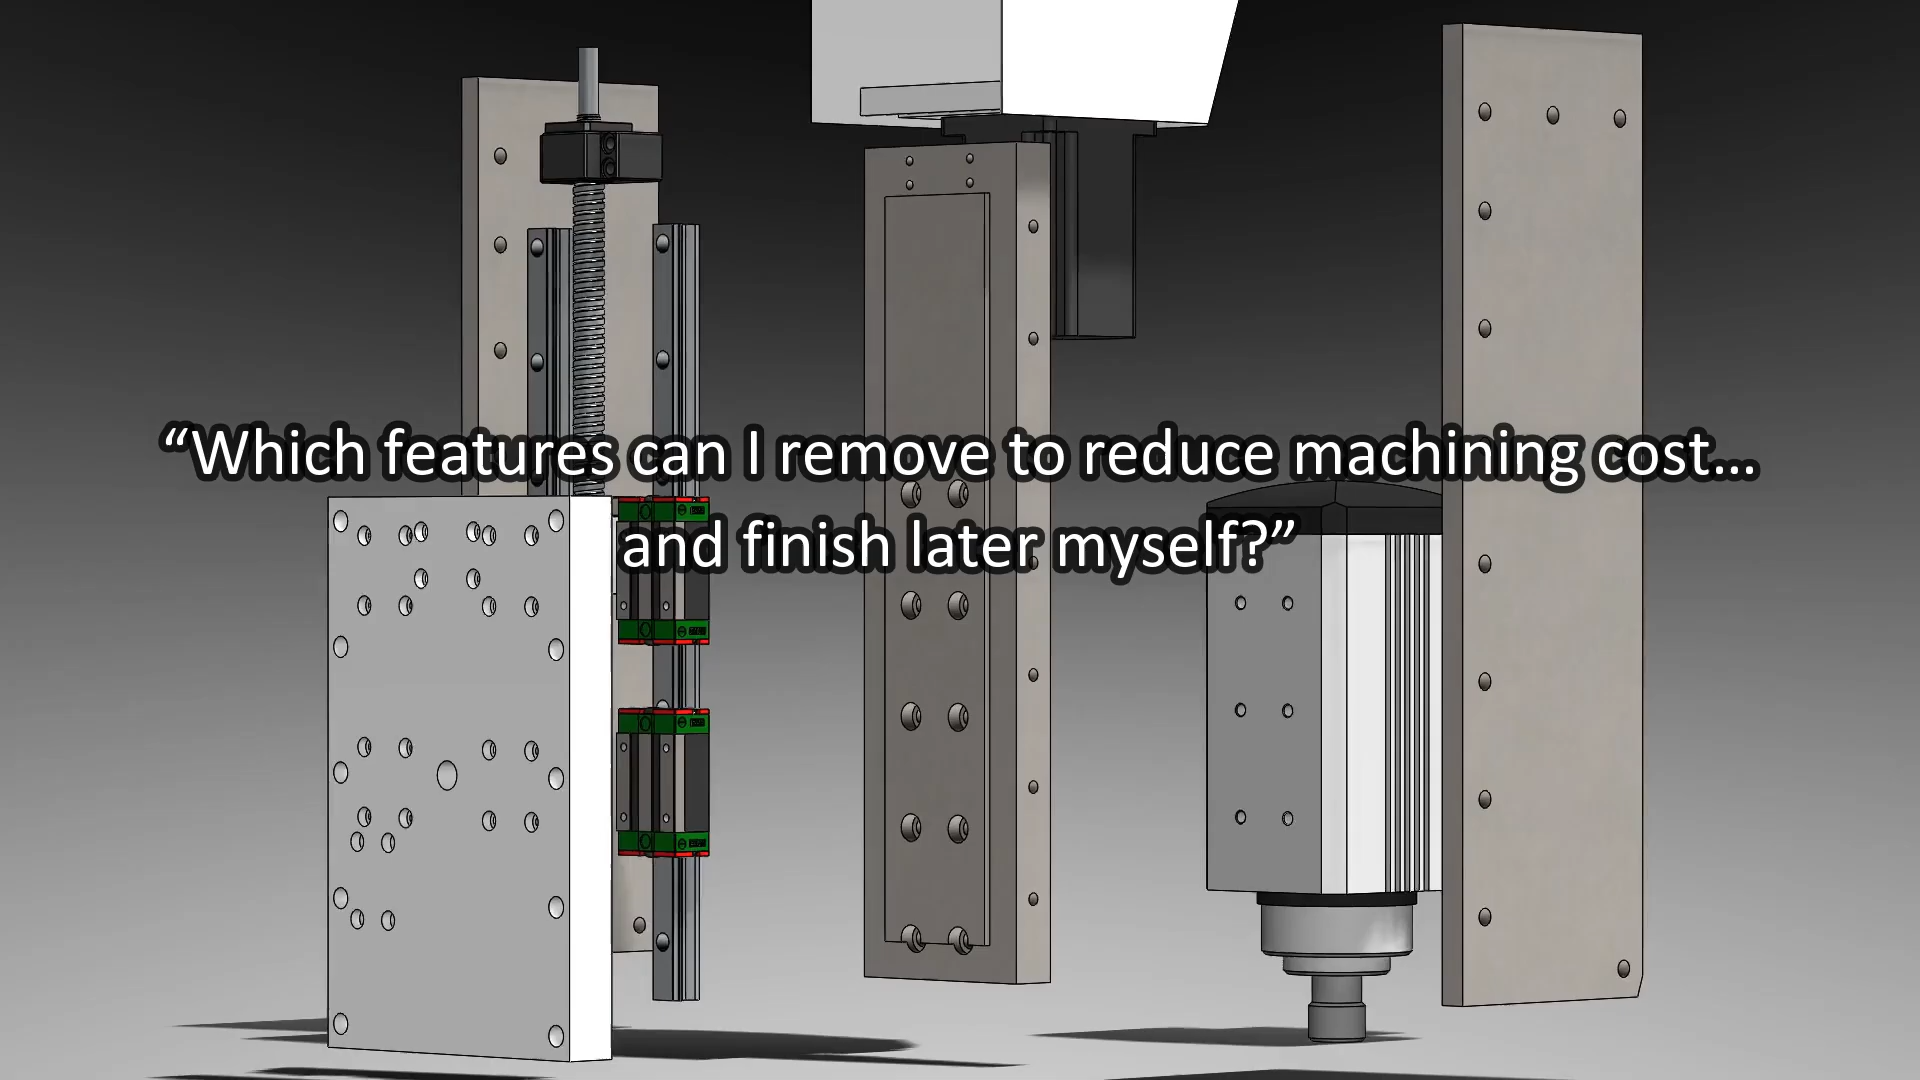 “Which features can I remove to reduce machining cost...
and finish later myself?”